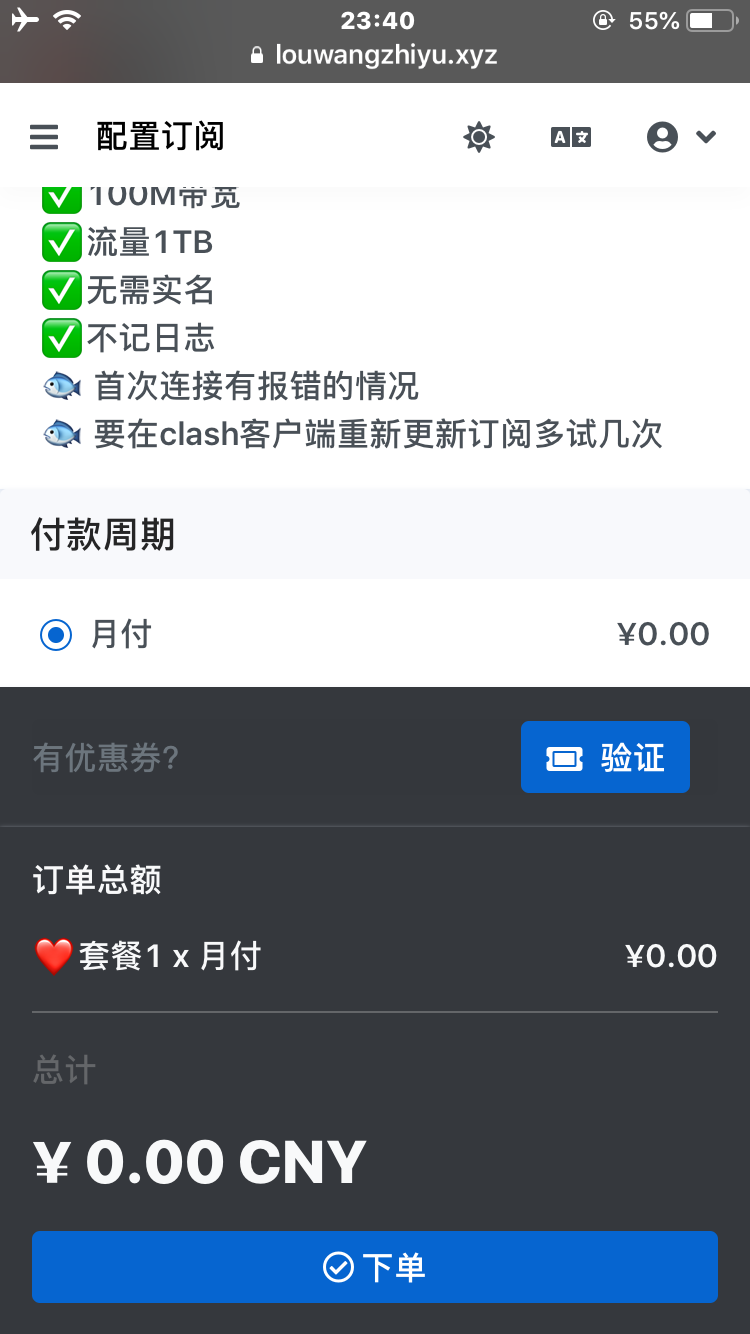 23:40
55%
louwangzhiyu.xyz
配置订阅
100M带宽
流量1TB
无需实名
不记日志
首次连接有报错的情况
要在clash客户端重新更新订阅多试几次
付款周期
月付 ¥0.00
有优惠券? 验证
订单总额
套餐1 x 月付 ¥0.00
总计
¥ 0.00 CNY
下单